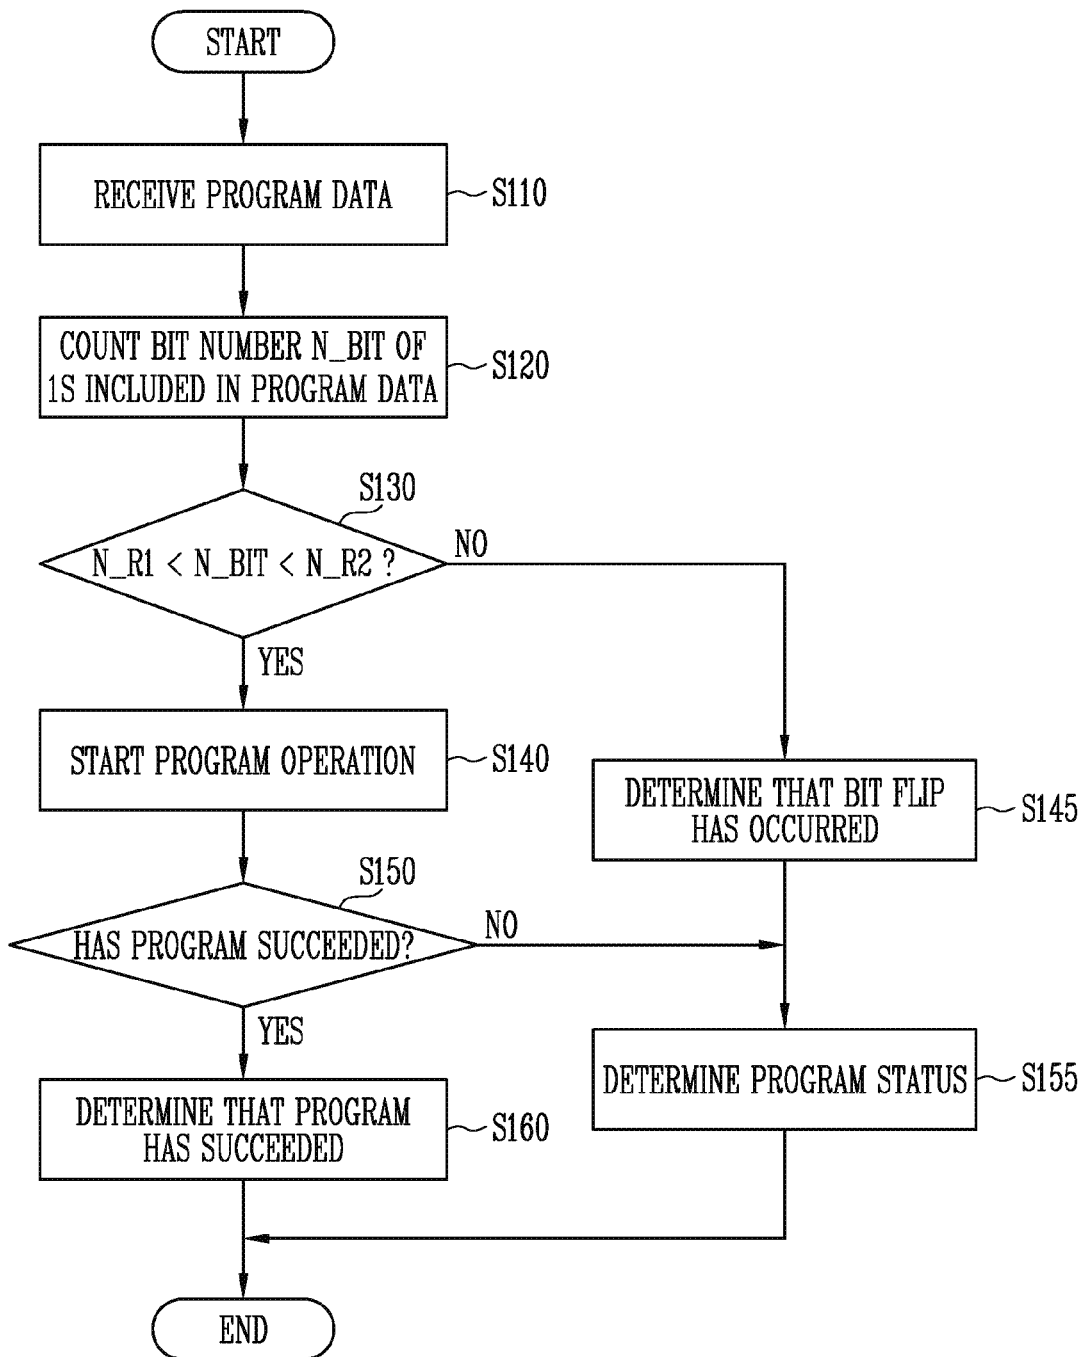 START
RECEIVE PROGRAM DATA
S110
COUNT BIT NUMBER N_BIT OF
1S INCLUDED IN PROGRAM DATA
S120
S130
N_R1 < N_BIT < N_R2 ?
NO
YES
START PROGRAM OPERATION
S140
DETERMINE THAT BIT FLIP
HAS OCCURRED
S145
S150
HAS PROGRAM SUCCEEDED?
NO
YES
DETERMINE PROGRAM STATUS
S155
DETERMINE THAT PROGRAM
HAS SUCCEEDED
S160
END